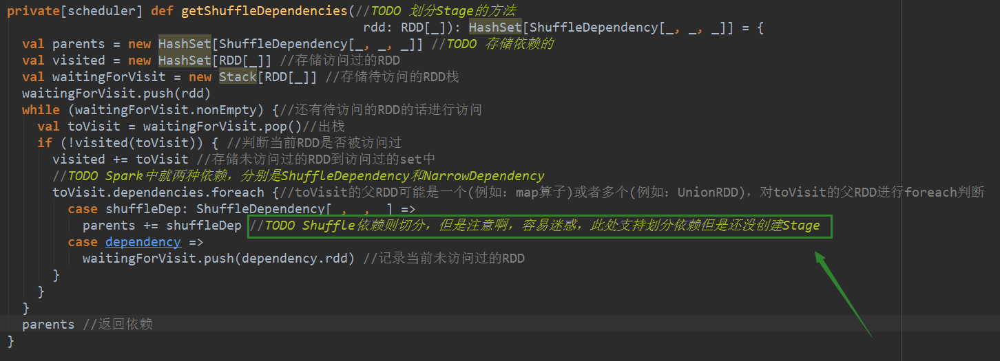 private[scheduler] def getShuffleDependencies(//TODO 划分Stage的方法
rdd: RDD[_]): HashSet[ShuffleDependency[_, _, _]] = {
val parents = new HashSet[ShuffleDependency[_, _, _]] //TODO 存储依赖的
val visited = new HashSet[RDD[_]] //存储访问过的RDD
val waitingForVisit = new Stack[RDD[_]] //存储待访问的RDD栈
waitingForVisit.push(rdd)
while (waitingForVisit.nonEmpty) {//还有待访问的RDD的话进行访问
val toVisit = waitingForVisit.pop()//出栈
if (!visited(toVisit)) { //判断当前RDD是否被访问过
visited += toVisit //存储未访问过的RDD到访问过的set中
//TODO Spark中就两种依赖，分别是ShuffleDependency和NarrowDependency
toVisit.dependencies.foreach {//toVisit的父RDD可能是一个(例如：map算子)或者多个(例如：UnionRDD)，对toVisit的父RDD进行foreach判断
case shuffleDep: ShuffleDependency[_, _, _] =>
parents += shuffleDep //TODO Shuffle依赖则切分，但是注意啊，容易迷惑，此处支持划分依赖但是还没创建Stage
case dependency =>
waitingForVisit.push(dependency.rdd) //记录当前未访问过的RDD
}
}
}
parents //返回依赖
}